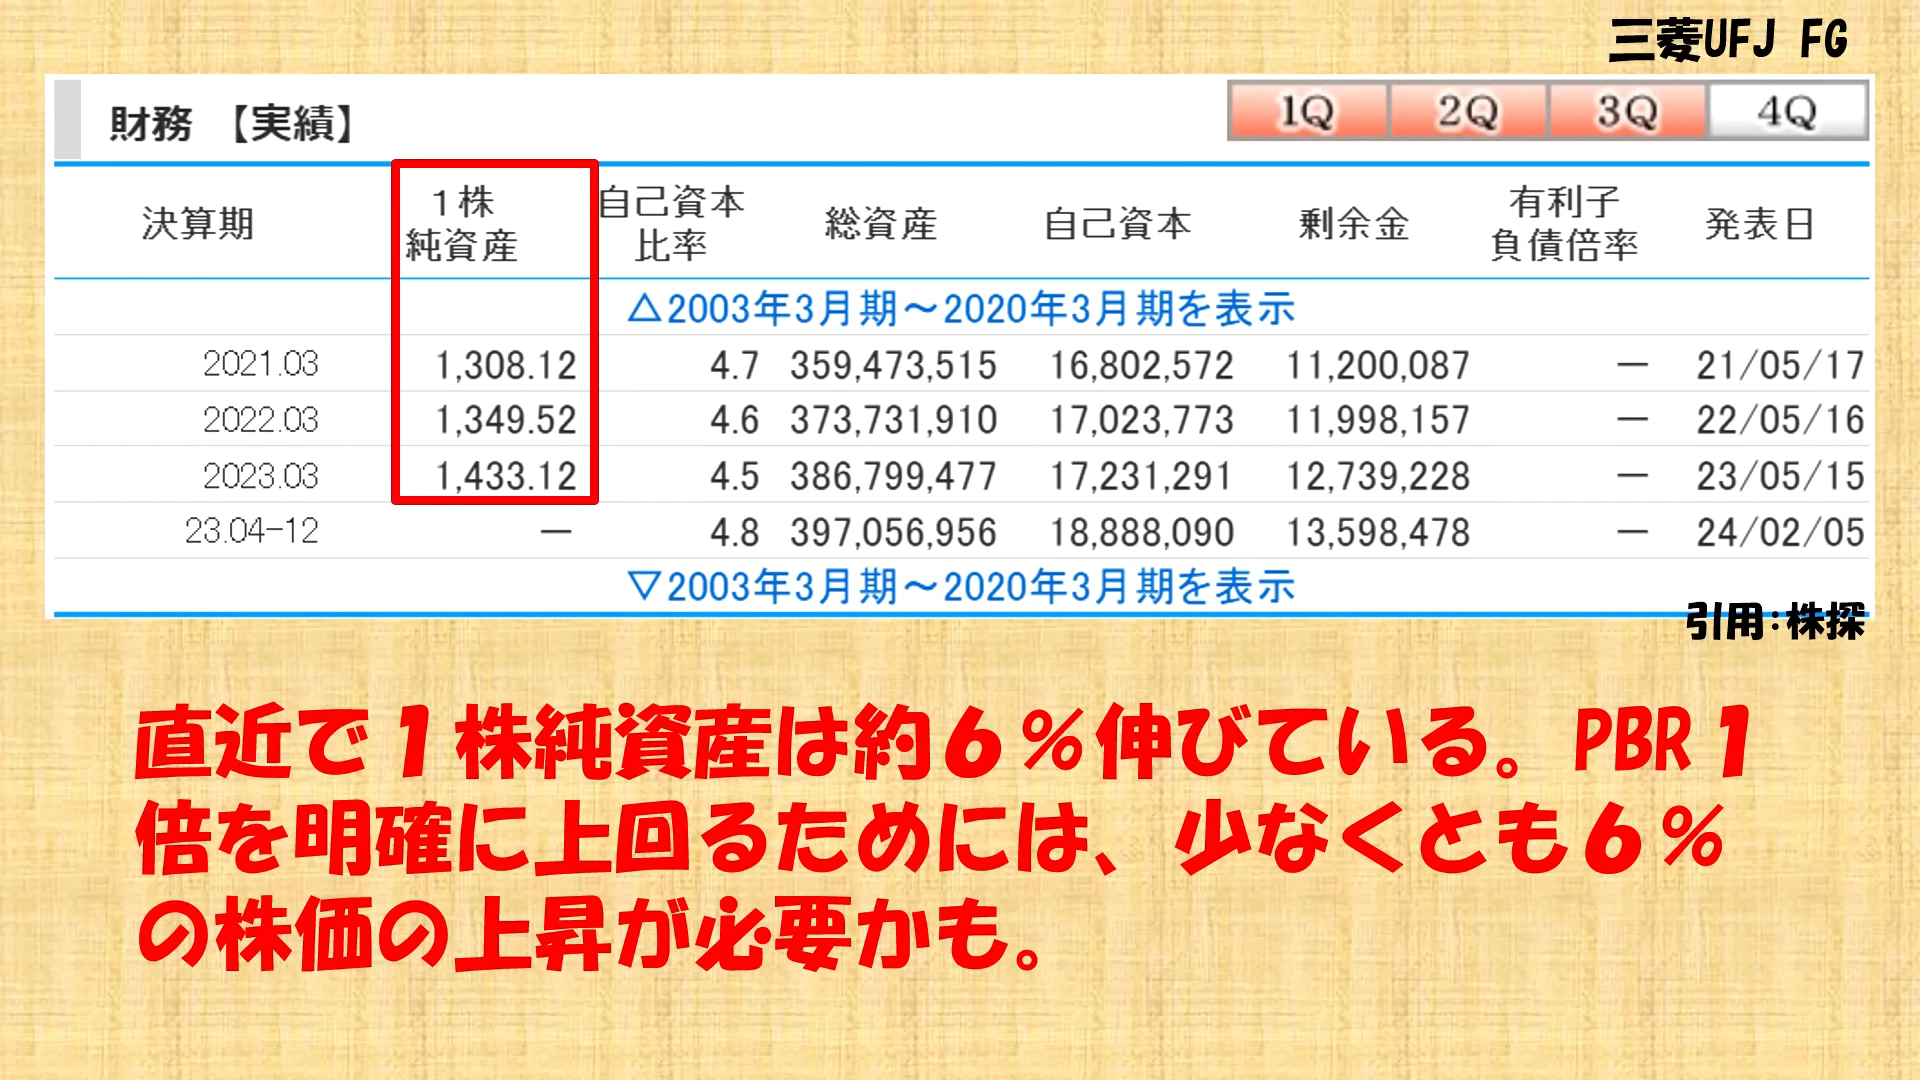 三菱UFJ FG
財務 【実績】 1Q 2Q 3Q 4Q
決算期 １株純資産 自己資本比率 総資産 自己資本 剰余金 有利子負債倍率 発表日
△2003年3月期～2020年3月期を表示
2021.03 1,308.12 4.7 359,473,515 16,802,572 11,200,087 － 21/05/17
2022.03 1,349.52 4.6 373,731,910 17,023,773 11,998,157 － 22/05/16
2023.03 1,433.12 4.5 386,799,477 17,231,291 12,739,228 － 23/05/15
23.04-12 － 4.8 397,056,956 18,888,090 13,598,478 － 24/02/05
▽2003年3月期～2020年3月期を表示
引用：株探
直近で１株純資産は約６％伸びている。PBR１
倍を明確に上回るためには、少なくとも６％
の株価の上昇が必要かも。